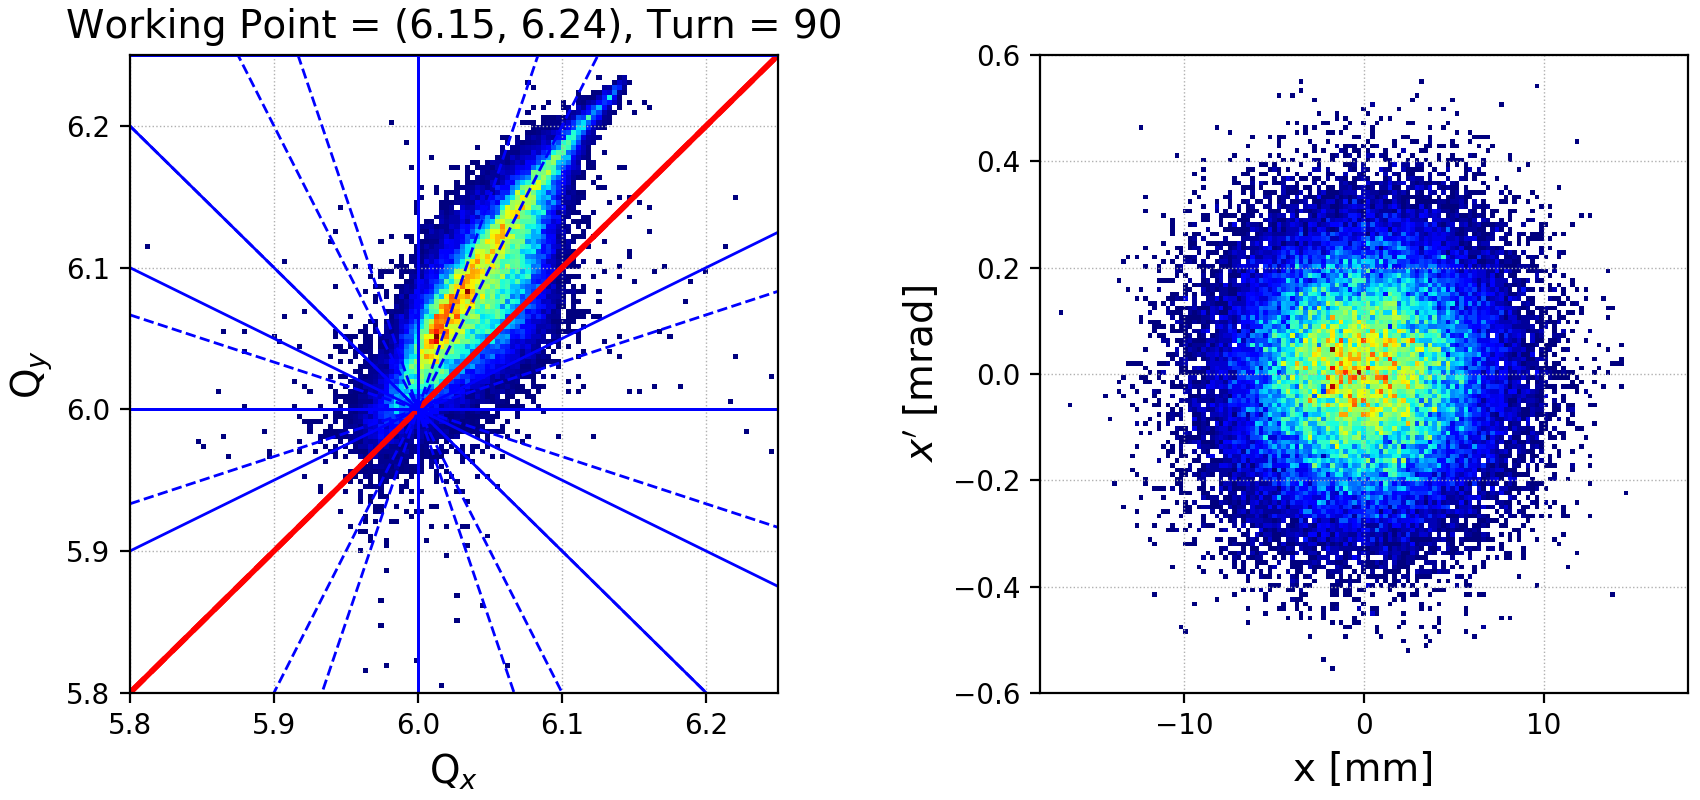 Working Point = (6.15, 6.24), Turn = 90
6.2
6.1
6.0
5.9
5.8
Q_y
5.8 5.9 6.0 6.1 6.2
Q_x
0.6
0.4
0.2
0.0
−0.2
−0.4
−0.6
x′ [mrad]
−10 0 10
x [mm]